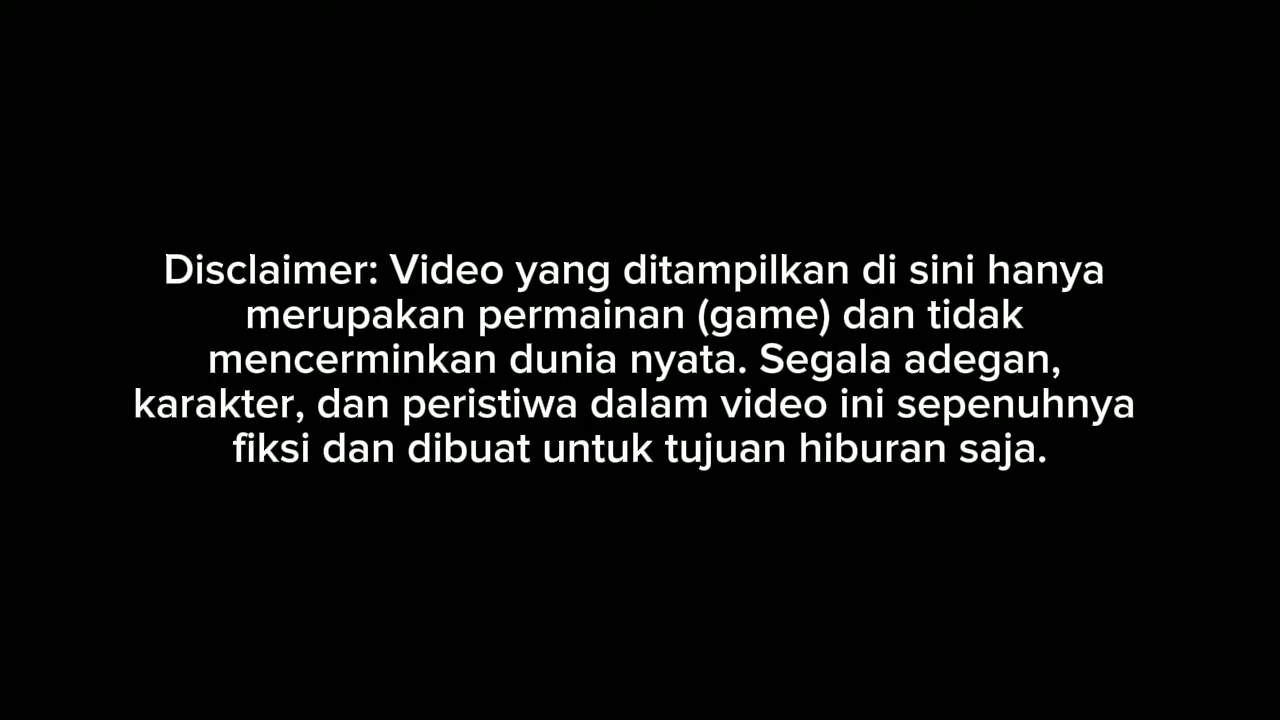 Disclaimer: Video yang ditampilkan di sini hanya
merupakan permainan (game) dan tidak
mencerminkan dunia nyata. Segala adegan,
karakter, dan peristiwa dalam video ini sepenuhnya
fiksi dan dibuat untuk tujuan hiburan saja.